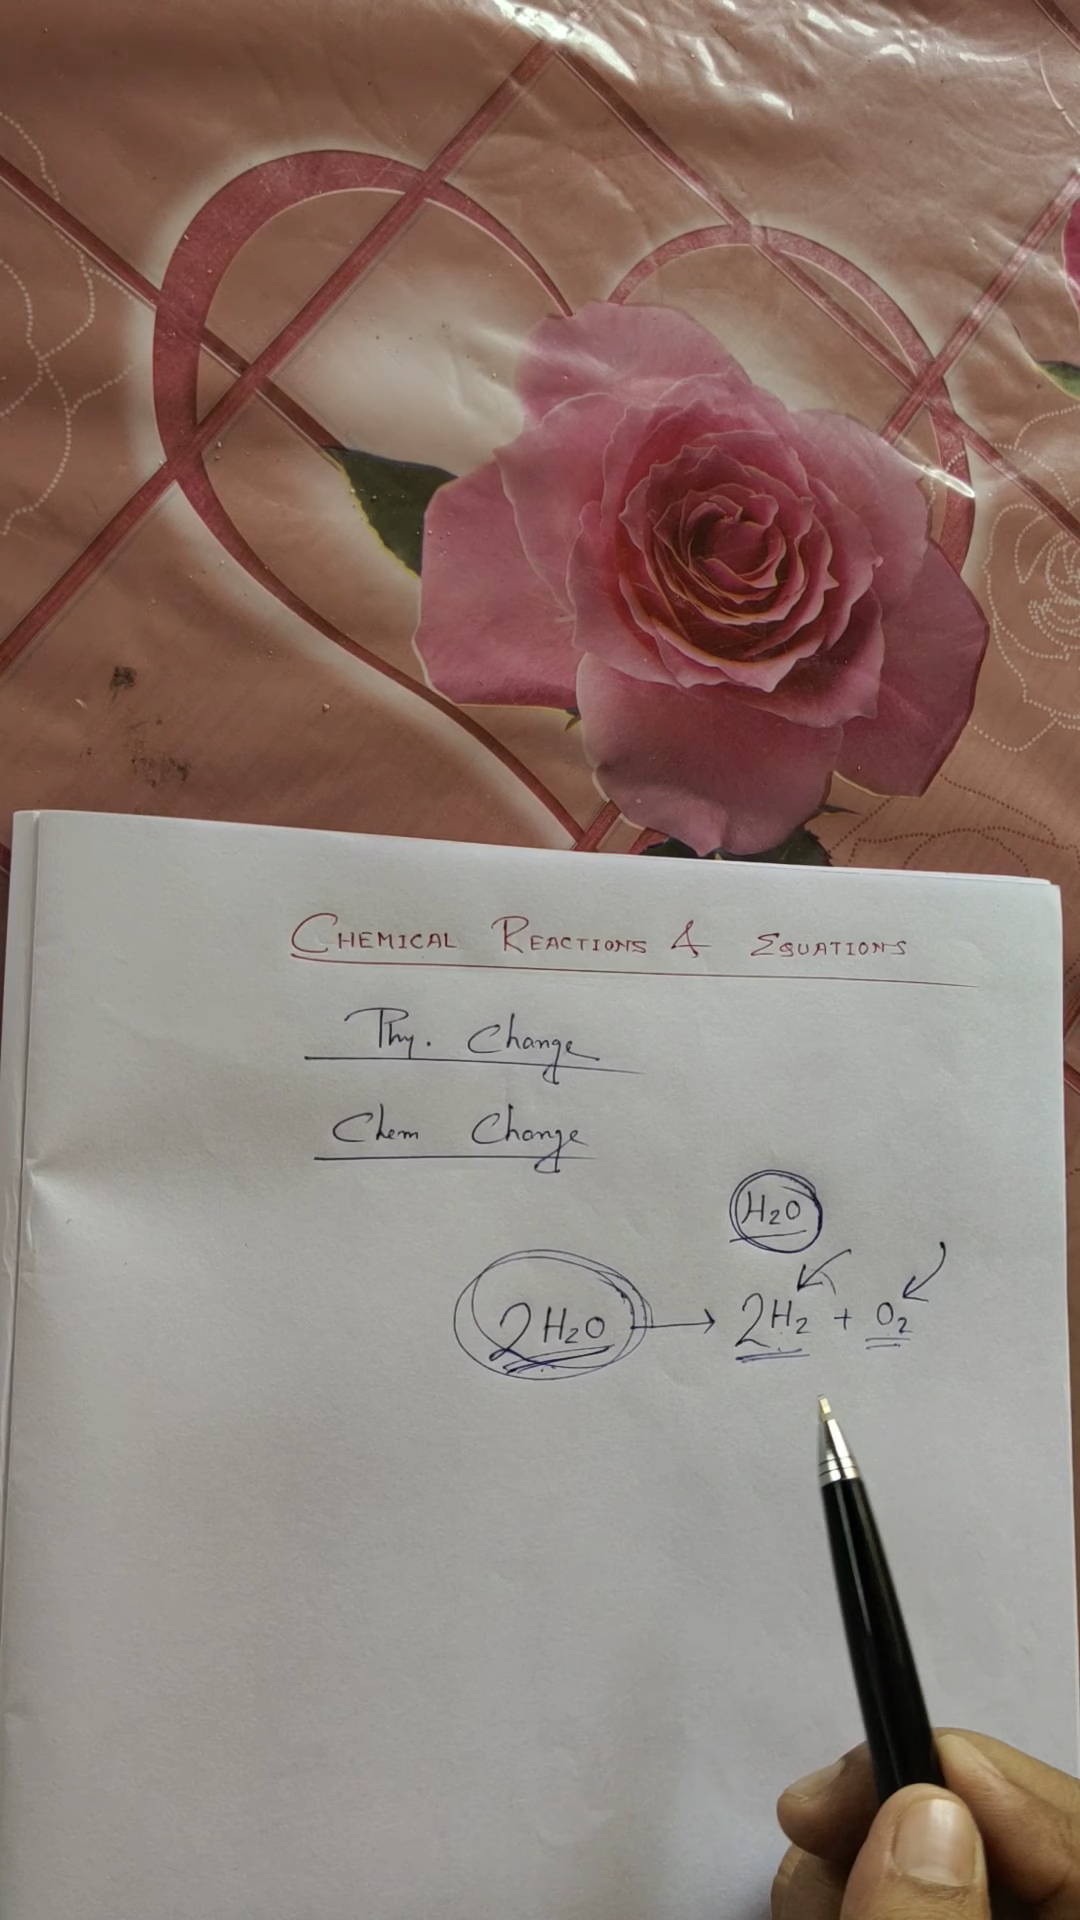 CHEMICAL REACTIONS & EQUATIONS
Phy. Change
Chem Change
H₂O
2H₂O → 2H₂ + O₂